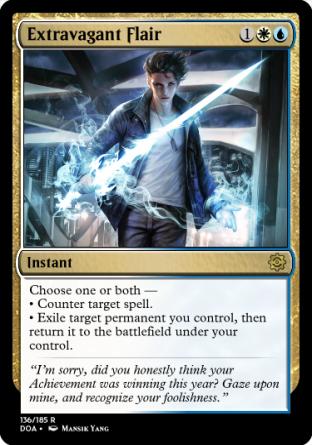 Extravagant Flair 1
Instant
Choose one or both —
• Counter target spell.
• Exile target permanent you control, then
return it to the battlefield under your
control.
“I’m sorry, did you honestly think your
Achievement was winning this year? Gaze upon
mine, and recognize your foolishness.”
136/185 R
DOA • Mansik Yang